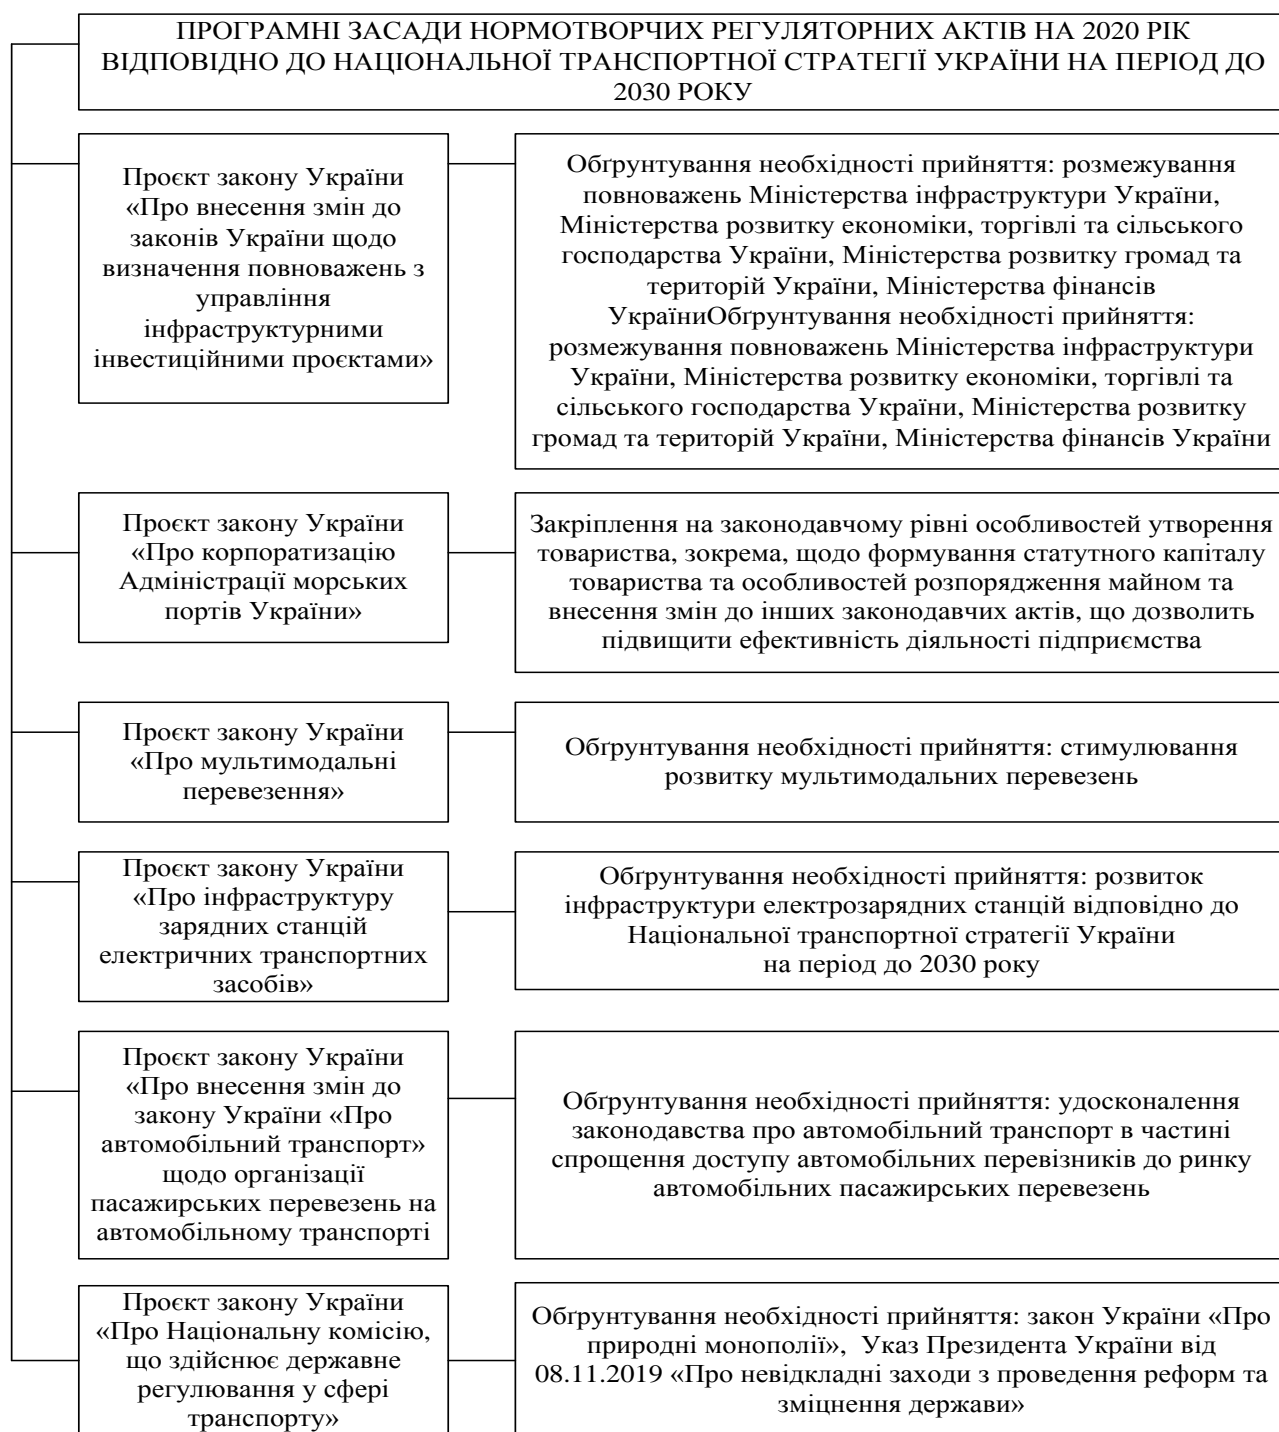 ПРОГРАМНІ ЗАСАДИ НОРМОТВОРЧИХ РЕГУЛЯТОРНИХ АКТІВ НА 2020 РІК
ВІДПОВІДНО ДО НАЦІОНАЛЬНОЇ ТРАНСПОРТНОЇ СТРАТЕГІЇ УКРАЇНИ НА ПЕРІОД ДО
2030 РОКУ
Проєкт закону України
«Про внесення змін до
законів України щодо
визначення повноважень з
управління
інфраструктурними
інвестиційними проєктами»
Обґрунтування необхідності прийняття: розмежування
повноважень Міністерства інфраструктури України,
Міністерства розвитку економіки, торгівлі та сільського
господарства України, Міністерства розвитку громад та
територій України, Міністерства фінансів
УкраїниОбґрунтування необхідності прийняття:
розмежування повноважень Міністерства інфраструктури
України, Міністерства розвитку економіки, торгівлі та
сільського господарства України, Міністерства розвитку
громад та територій України, Міністерства фінансів України
Проєкт закону України
«Про корпоратизацію
Адміністрації морських
портів України»
Закріплення на законодавчому рівні особливостей утворення
товариства, зокрема, щодо формування статутного капіталу
товариства та особливостей розпорядження майном та
внесення змін до інших законодавчих актів, що дозволить
підвищити ефективність діяльності підприємства
Проєкт закону України
«Про мультимодальні
перевезення»
Обґрунтування необхідності прийняття: стимулювання
розвитку мультимодальних перевезень
Проєкт закону України
«Про інфраструктуру
зарядних станцій
електричних транспортних
засобів»
Обґрунтування необхідності прийняття: розвиток
інфраструктури електрозарядних станцій відповідно до
Національної транспортної стратегії України
на період до 2030 року
Проєкт закону України
«Про внесення змін до
закону України «Про
автомобільний транспорт»
щодо організації
пасажирських перевезень на
автомобільному транспорті
Обґрунтування необхідності прийняття: удосконалення
законодавства про автомобільний транспорт в частині
спрощення доступу автомобільних перевізників до ринку
автомобільних пасажирських перевезень
Проєкт закону України
«Про Національну комісію,
що здійснює державне
регулювання у сфері
транспорту»
Обґрунтування необхідності прийняття: закон України «Про
природні монополії», Указ Президента України від
08.11.2019 «Про невідкладні заходи з проведення реформ та
зміцнення держави»